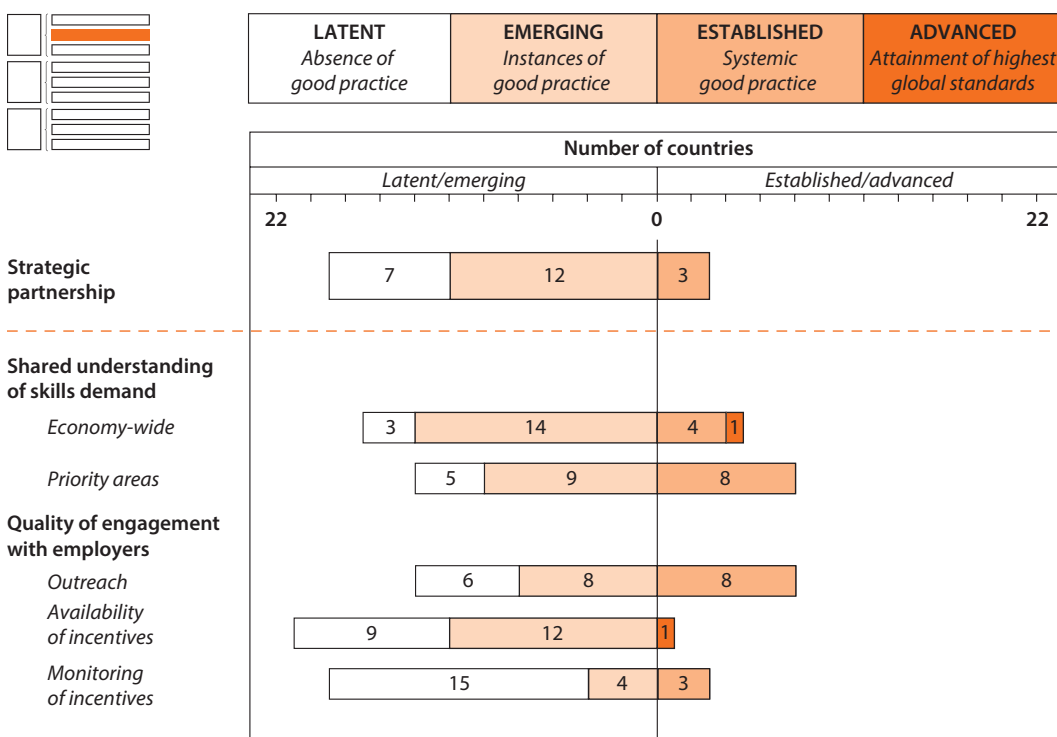 LATENT
Absence of
good practice
EMERGING
Instances of
good practice
ESTABLISHED
Systemic
good practice
ADVANCED
Attainment of highest
global standards
Number of countries
Latent/emerging
Established/advanced
22 0 22
Strategic
partnership
7 12 3
Shared understanding
of skills demand
Economy-wide
3 14 4 1
Priority areas
5 9 8
Quality of engagement
with employers
Outreach
6 8 8
Availability
of incentives
9 12 1
Monitoring
of incentives
15 4 3